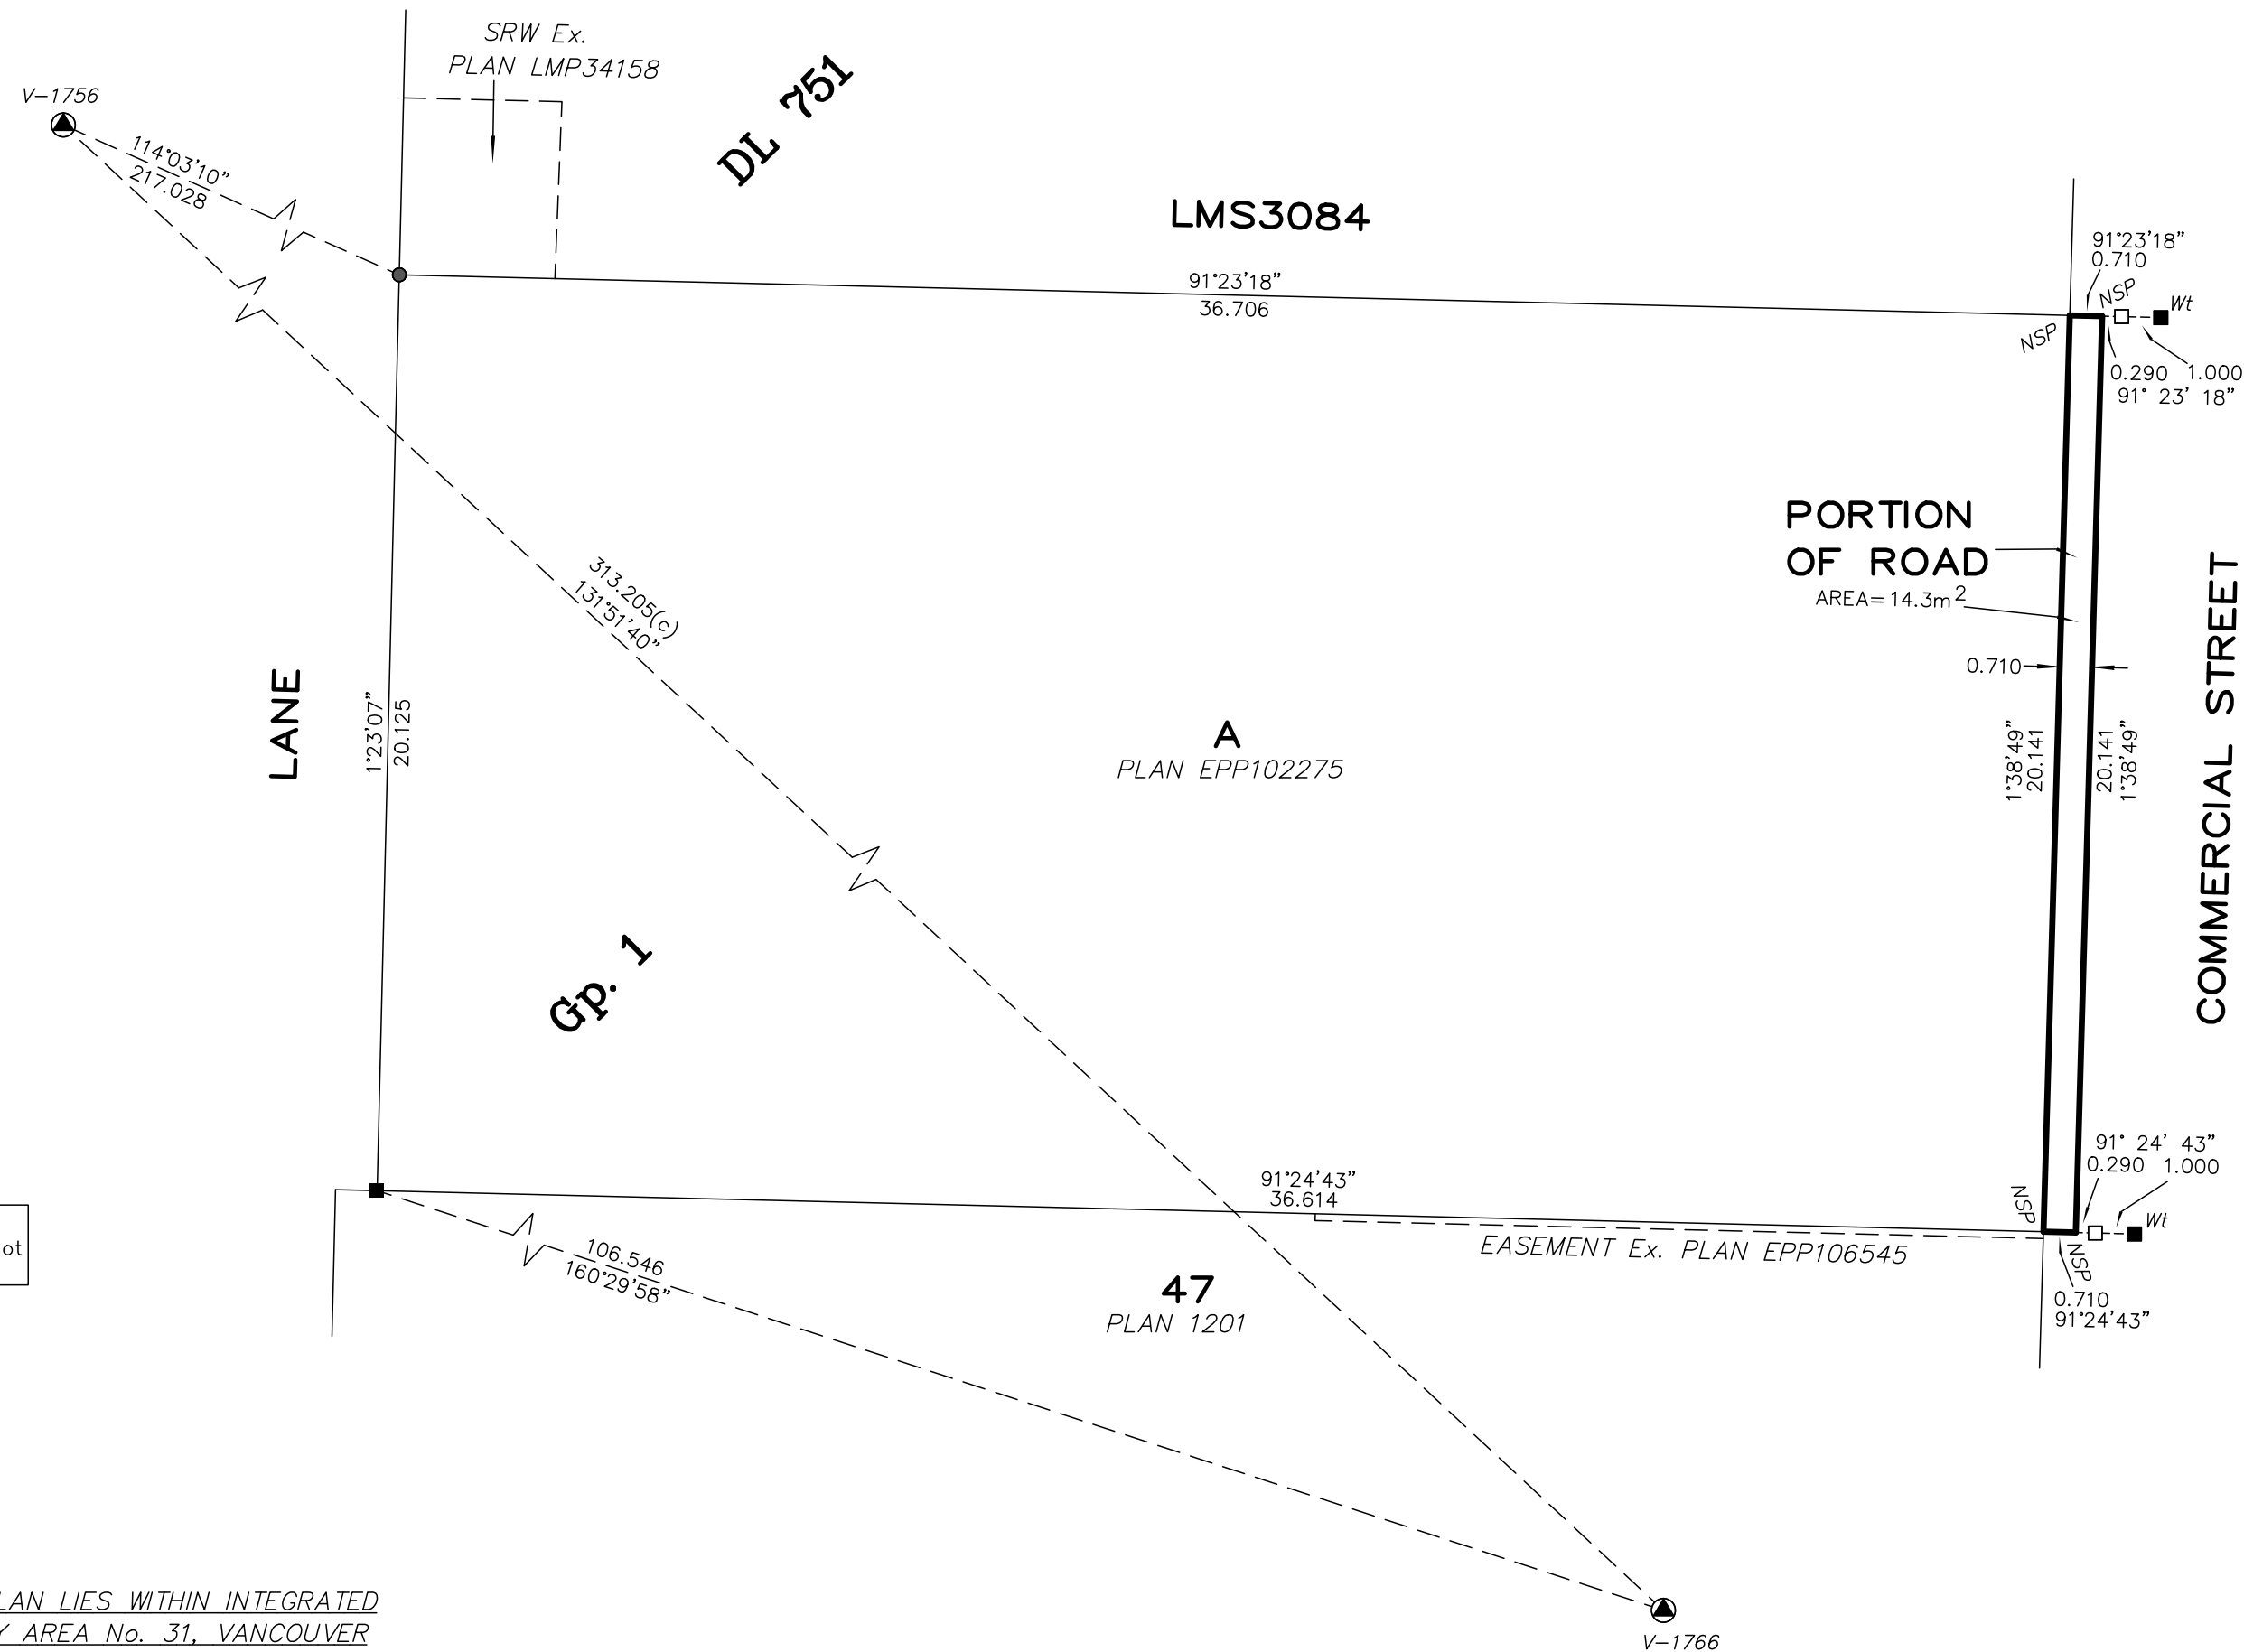 SRW Ex.
PLAN LMP34158
V-1756
DL 751
114°03'10"
217.028
LMS3084
91°23'18"
36.706
91°23'18"
0.710
NSP
Wt
NSP
0.290 1.000
91° 23' 18"
313.205(c)
131°51'40"
PORTION
OF ROAD
AREA=14.3m2
0.710
LANE
1°23'07"
20.125
A
PLAN EPP102275
1°38'49"
20.141
20.141
1°38'49"
COMMERCIAL STREET
Gp. 1
91°24'43"
36.614
91° 24' 43"
0.290 1.000
NSP
Wt
NSP
0.710
91°24'43"
EASEMENT Ex. PLAN EPP106545
106.546
160°29'58"
47
PLAN 1201
ot
LAN LIES WITHIN INTEGRATED
Y AREA No. 31, VANCOUVER
V-1766